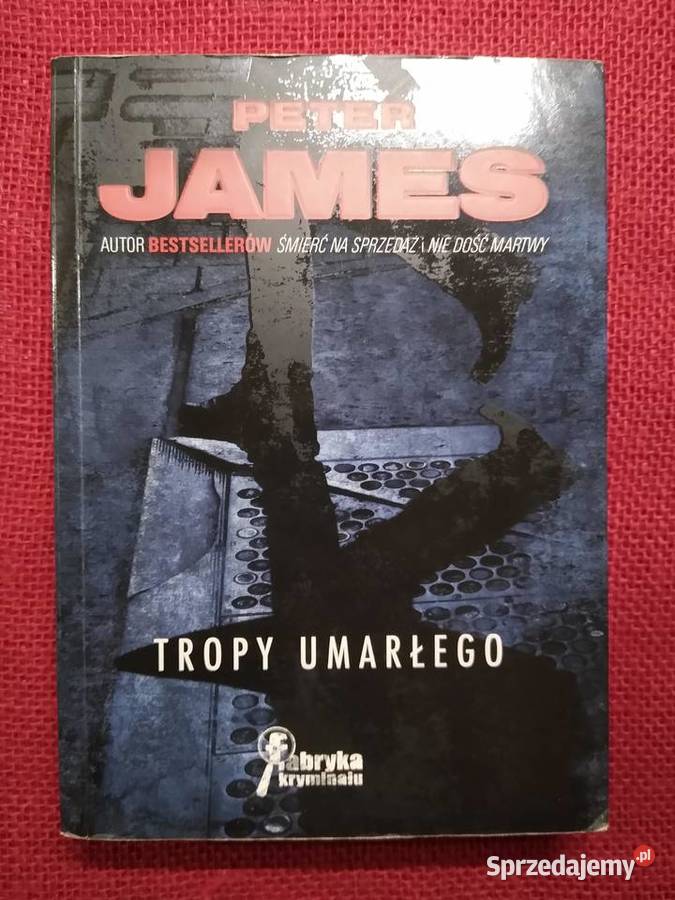 PETER
JAMES
AUTOR BESTSELLERÓW ŚMIERĆ NA SPRZEDAŻ i NIE DOŚĆ MARTWY
TROPY UMARŁEGO
fabryka
kryminału
Sprzedajemy.pl